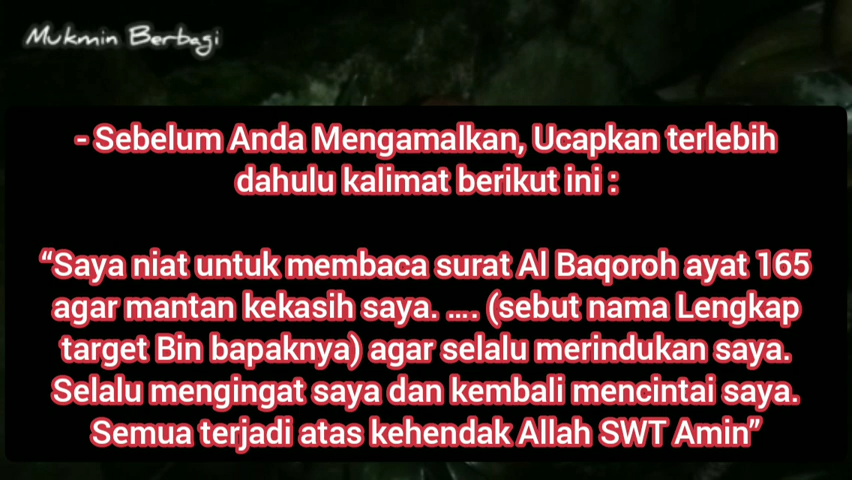 Mukmin Berbagi
- Sebelum Anda Mengamalkan, Ucapkan terlebih
dahulu kalimat berikut ini :
“Saya niat untuk membaca surat Al Baqoroh ayat 165
agar mantan kekasih saya. .... (sebut nama Lengkap
target Bin bapaknya) agar selalu merindukan saya.
Selalu mengingat saya dan kembali mencintai saya.
Semua terjadi atas kehendak Allah SWT Amin”